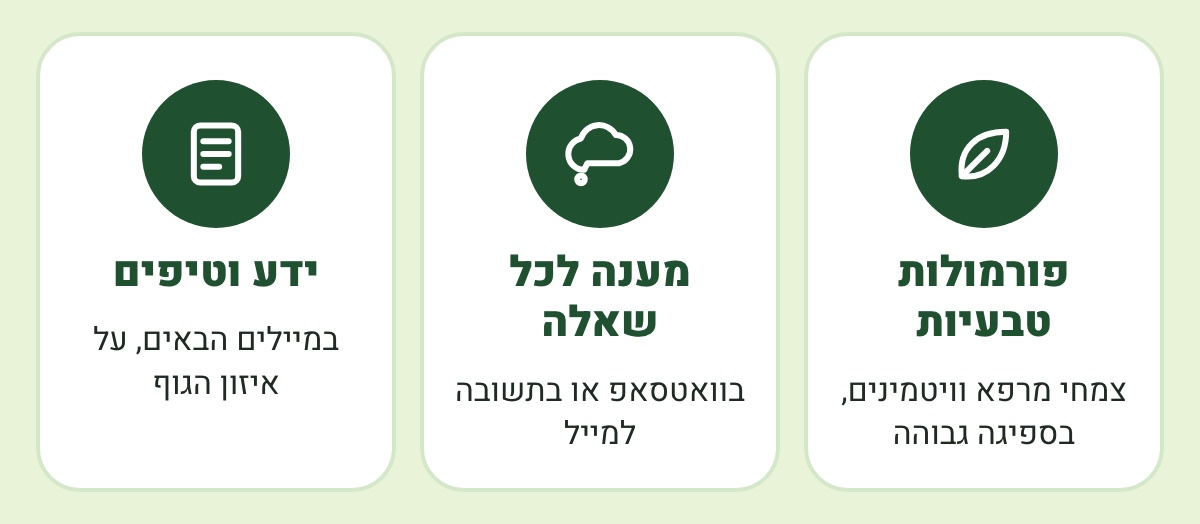 פורמולות
טבעיות
צמחי מרפא וויטמינים,
בספיגה גבוהה
מענה לכל
שאלה
בוואטסאפ או בתשובה
למייל
ידע וטיפים
במיילים הבאים, על
איזון הגוף